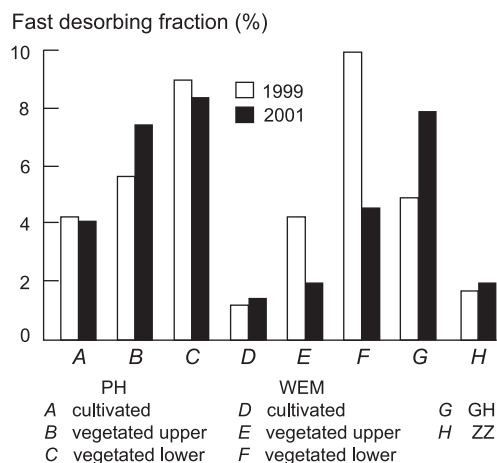 Fast desorbing fraction (%)
10
8
6
4
2
0
1999
2001
A B C D E F G H
PH WEM
A cultivated D cultivated G GH
B vegetated upper E vegetated upper H ZZ
C vegetated lower F vegetated lower